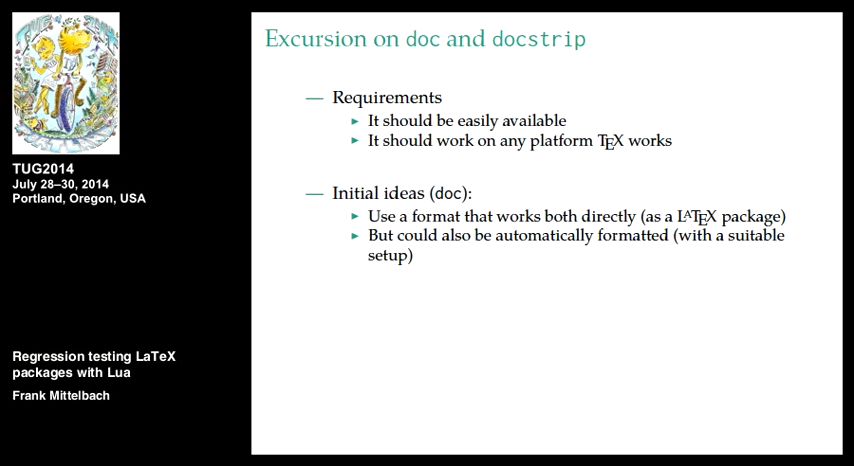 TUG2014
July 28–30, 2014
Portland, Oregon, USA
Regression testing LaTeX
packages with Lua
Frank Mittelbach
Excursion on doc and docstrip
— Requirements
▸ It should be easily available
▸ It should work on any platform TEX works
— Initial ideas (doc):
▸ Use a format that works both directly (as a LATEX package)
▸ But could also be automatically formatted (with a suitable
setup)